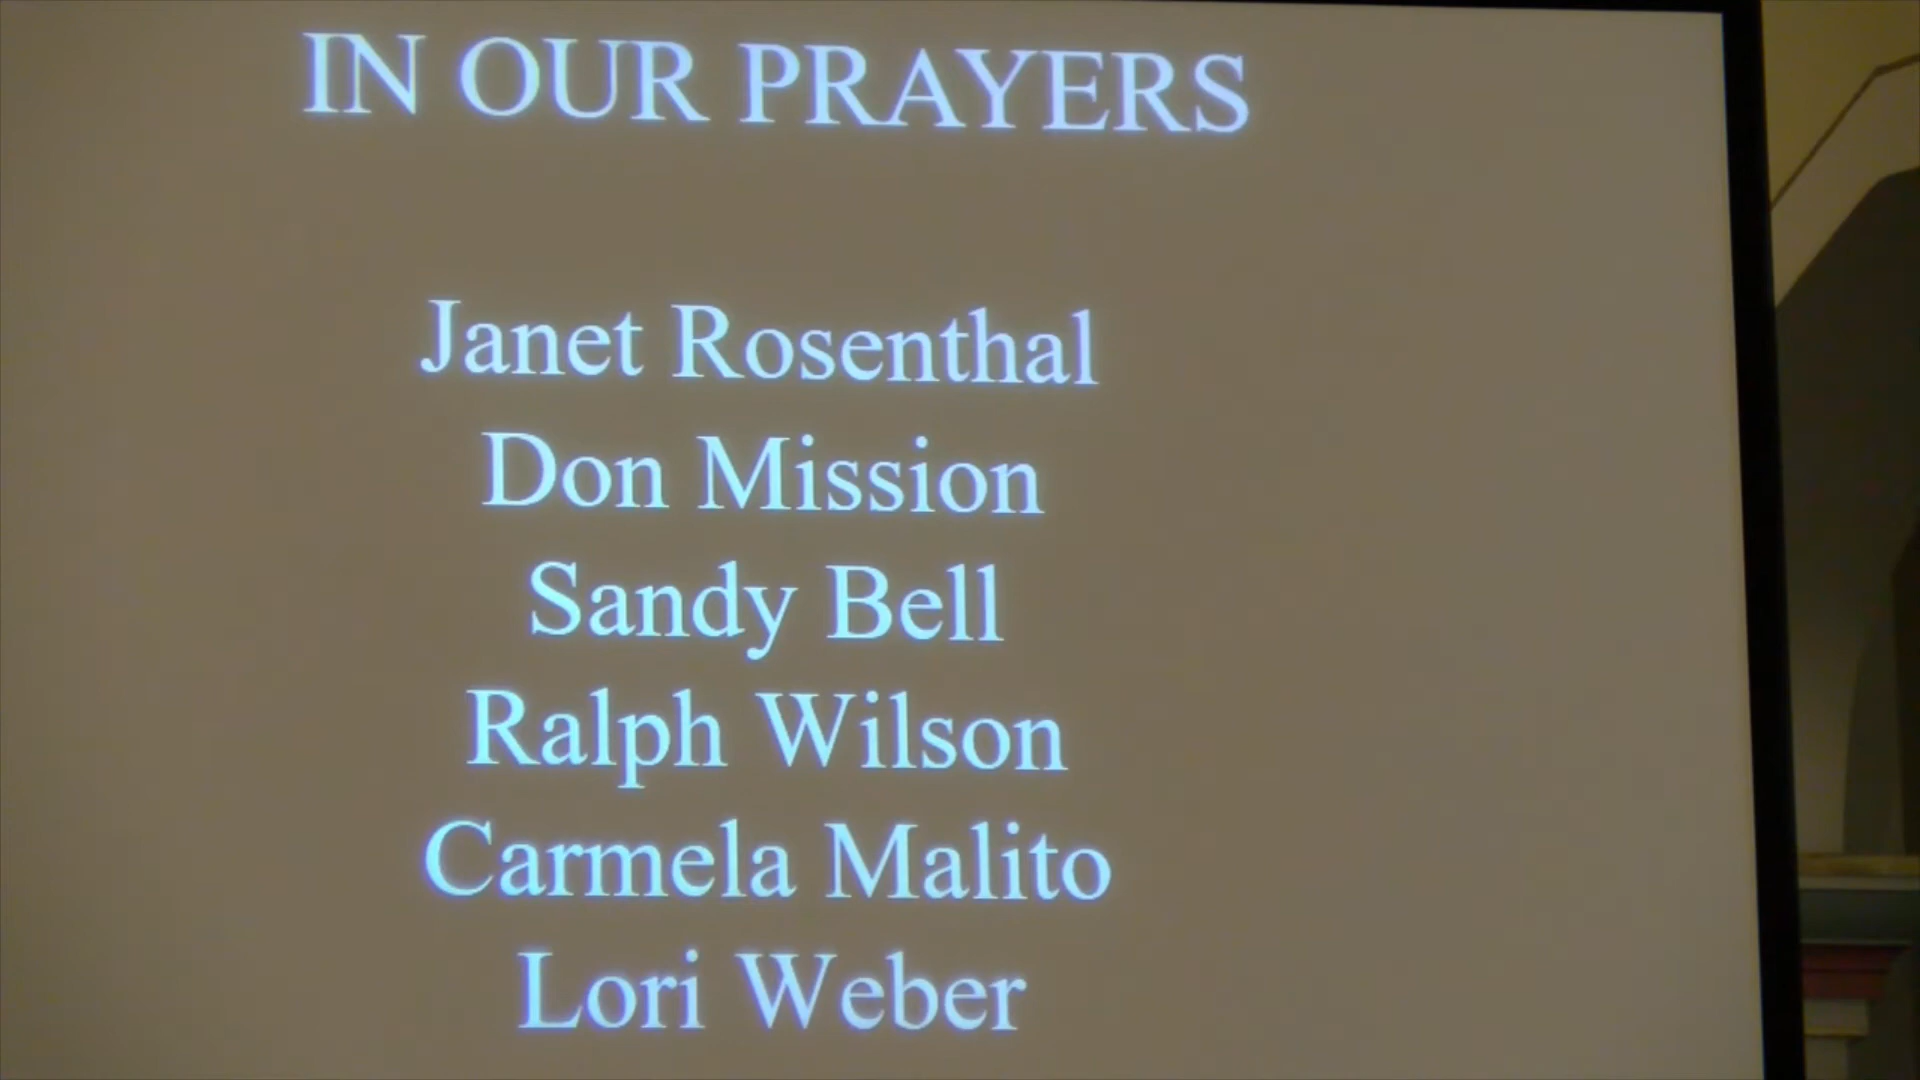 IN OUR PRAYERS
Janet Rosenthal
Don Mission
Sandy Bell
Ralph Wilson
Carmela Malito
Lori Weber